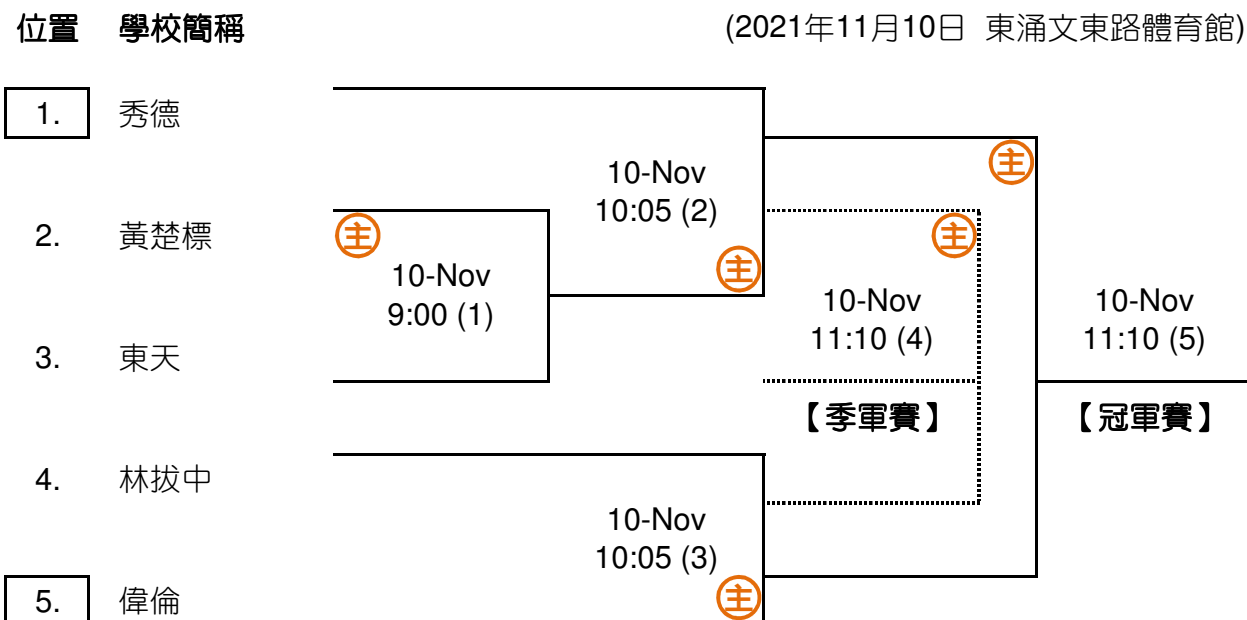 位置 學校簡稱 (2021年11月10日 東涌文東路體育館)
1. 秀德
主
10-Nov
10:05 (2)
2. 黃楚標
主
主
10-Nov
9:00 (1)
主
10-Nov
11:10 (4)
10-Nov
11:10 (5)
3. 東天
【季軍賽】
【冠軍賽】
4. 林拔中
10-Nov
10:05 (3)
主
5. 偉倫